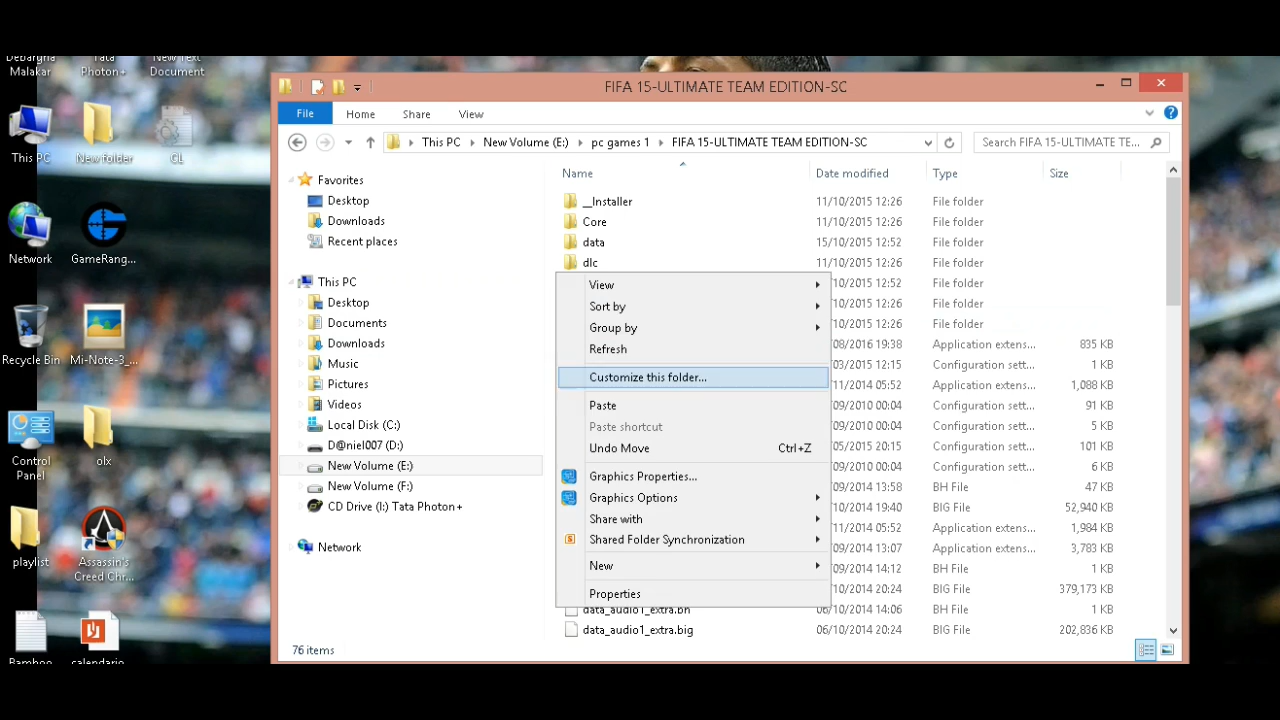 Malakar
Photon+
Document
This PC
New folder
CL
Network
GameRang...
Recycle Bin
Mi-Note-3_...
Control
Panel
olx
playlist
Assassin's
Creed Chr...
Bamboo
calendario
FIFA 15-ULTIMATE TEAM EDITION-SC
File
Home
Share
View
This PC
New Volume (E:)
pc games 1
FIFA 15-ULTIMATE TEAM EDITION-SC
Search FIFA 15-ULTIMATE TE...
Favorites
Desktop
Downloads
Recent places
This PC
Desktop
Documents
Downloads
Music
Pictures
Videos
Local Disk (C:)
D@niel007 (D:)
New Volume (E:)
New Volume (F:)
CD Drive (I:) Tata Photon+
Network
Name Date modified Type Size
__Installer 11/10/2015 12:26 File folder
Core 11/10/2015 12:26 File folder
data 15/10/2015 12:52 File folder
dlc 11/10/2015 12:26 File folder
/10/2015 12:52 File folder
/10/2015 12:26 File folder
/10/2015 12:26 File folder
/08/2016 19:38 Application extens... 835 KB
/03/2015 12:15 Configuration sett... 1 KB
/11/2014 05:52 Application extens... 1,088 KB
/09/2010 00:04 Configuration sett... 91 KB
/09/2010 00:04 Configuration sett... 5 KB
/05/2015 20:15 Configuration sett... 101 KB
/09/2010 00:04 Configuration sett... 6 KB
/09/2014 13:58 BH File 47 KB
/10/2014 19:40 BIG File 52,940 KB
/11/2014 05:52 Application extens... 1,984 KB
/09/2014 13:07 Application extens... 3,783 KB
/09/2014 14:12 BH File 1 KB
/10/2014 20:24 BIG File 379,173 KB
data_audio1_extra.bh 06/10/2014 14:06 BH File 1 KB
data_audio1_extra.big 06/10/2014 20:24 BIG File 202,836 KB
View
Sort by
Group by
Refresh
Customize this folder...
Paste
Paste shortcut
Undo Move Ctrl+Z
Graphics Properties...
Graphics Options
Share with
Shared Folder Synchronization
New
Properties
76 items